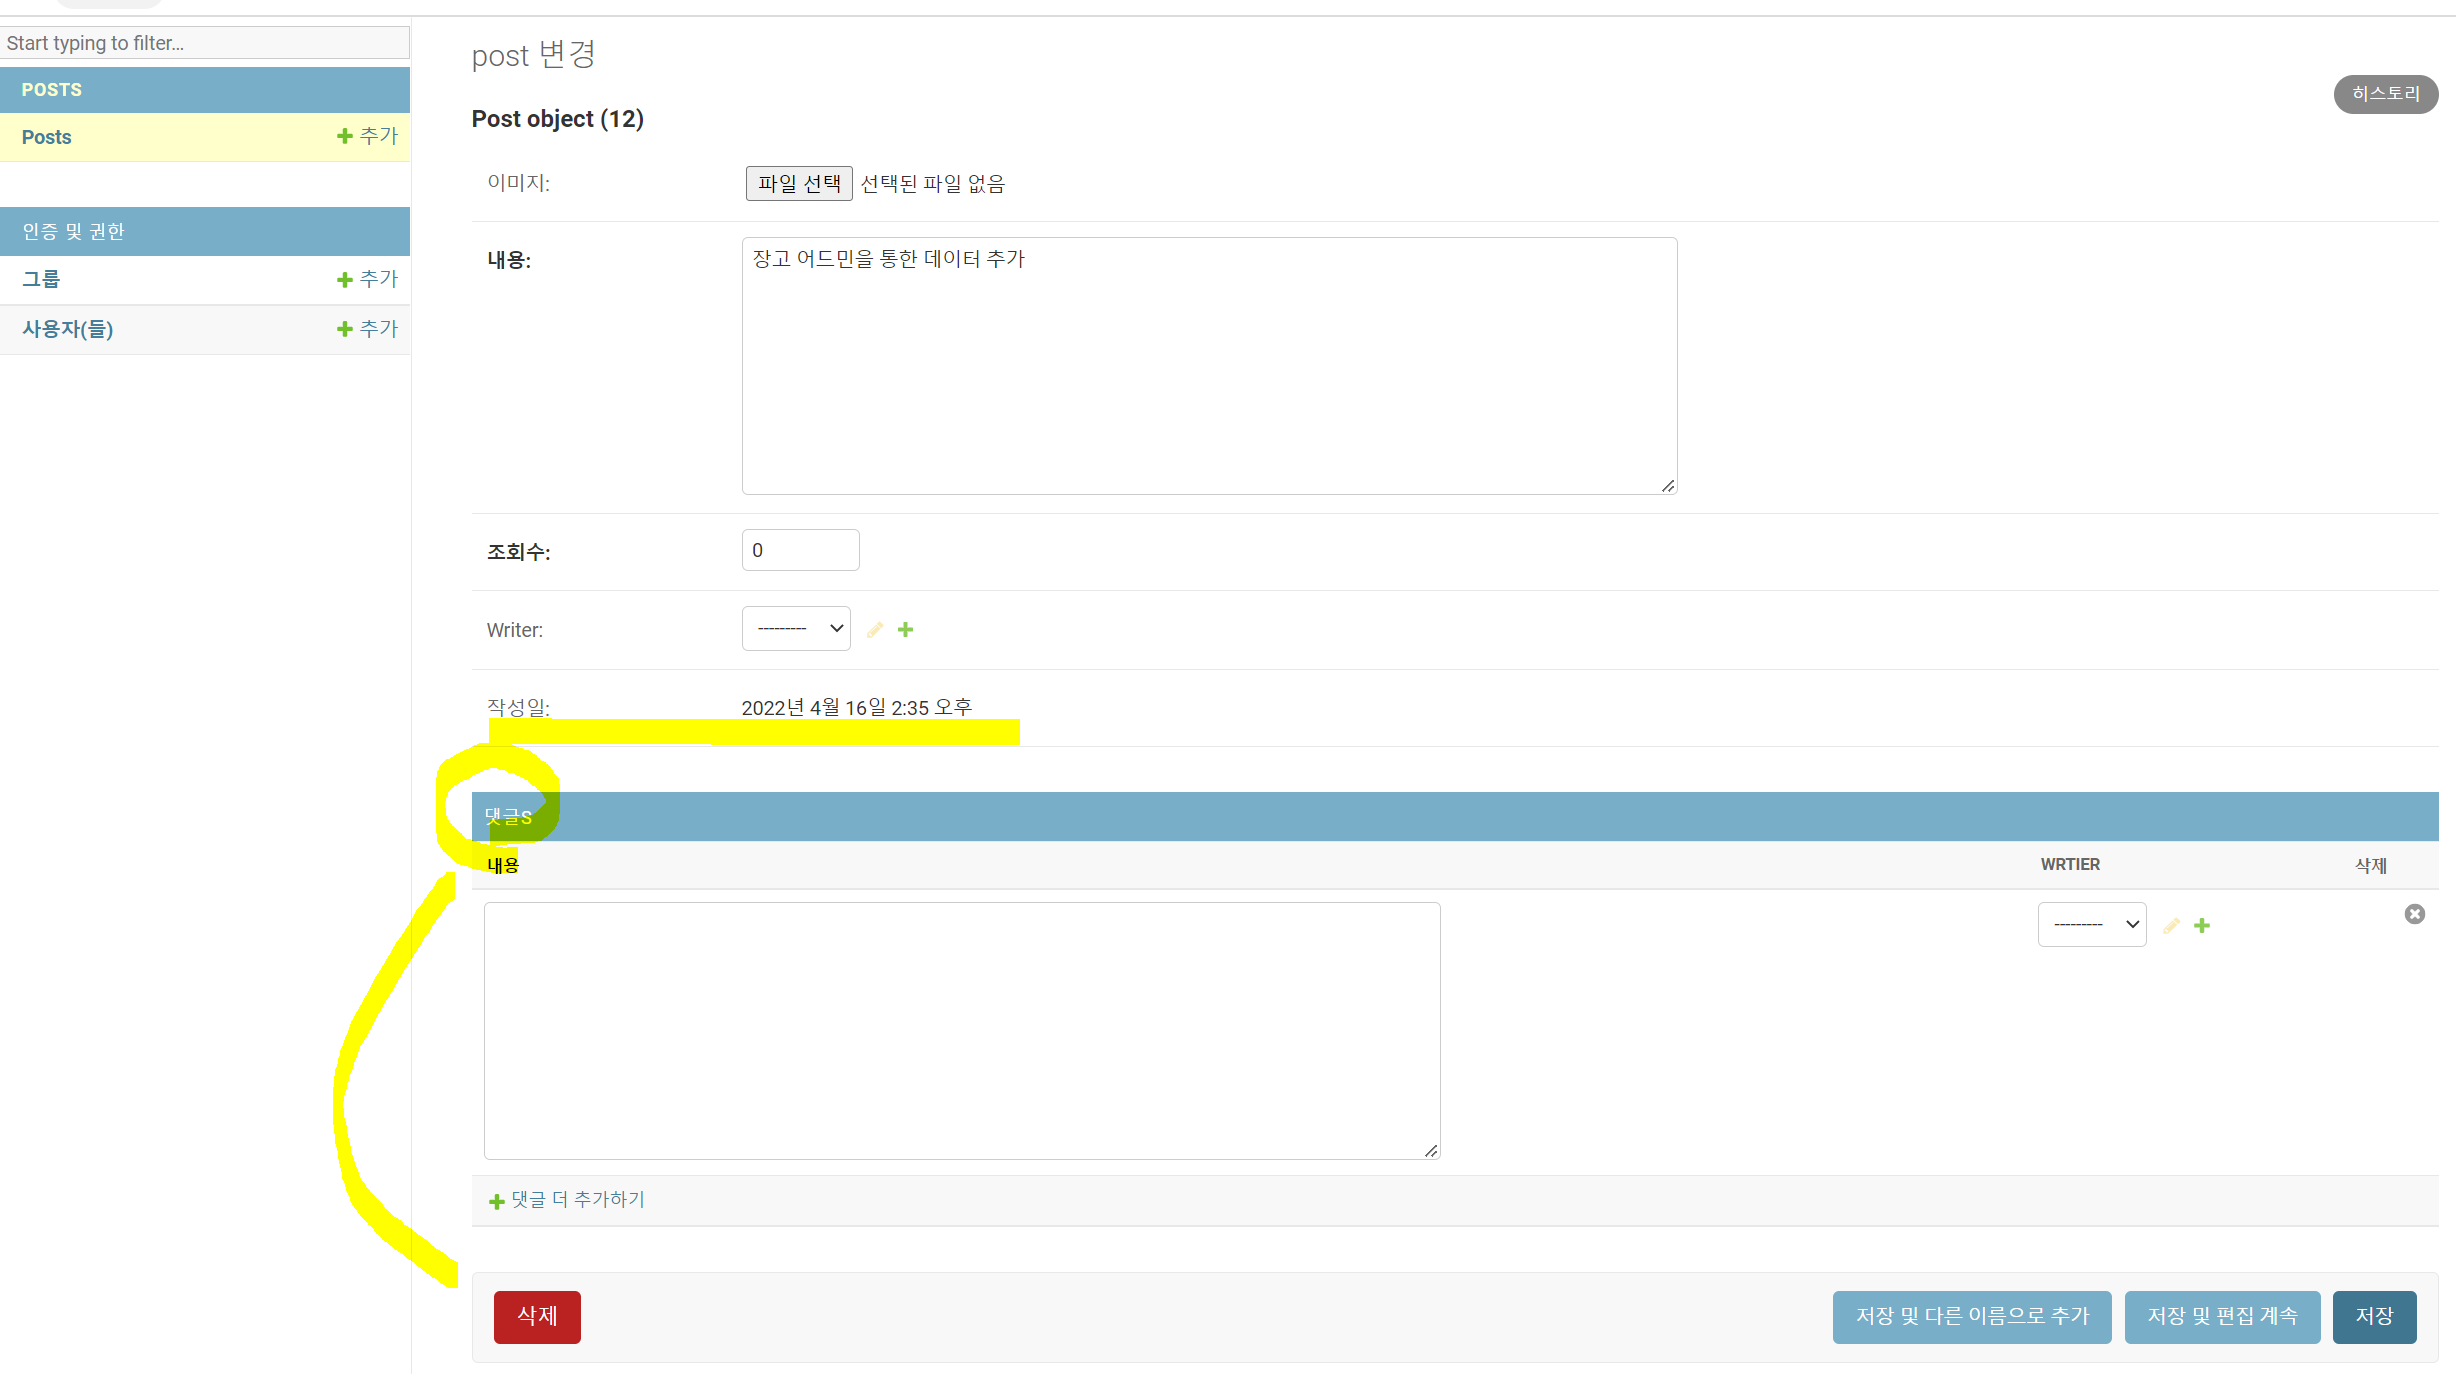 Start typing to filter...
POSTS
Posts
추가
인증 및 권한
그룹
추가
사용자(들)
추가
post 변경
히스토리
Post object (12)
이미지:
파일 선택 선택된 파일 없음
내용:
장고 어드민을 통한 데이터 추가
조회수:
0
Writer:
---------
작성일:
2022년 4월 16일 2:35 오후
댓글S
내용
WRTIER
삭제
---------
댓글 더 추가하기
삭제
저장 및 다른 이름으로 추가
저장 및 편집 계속
저장